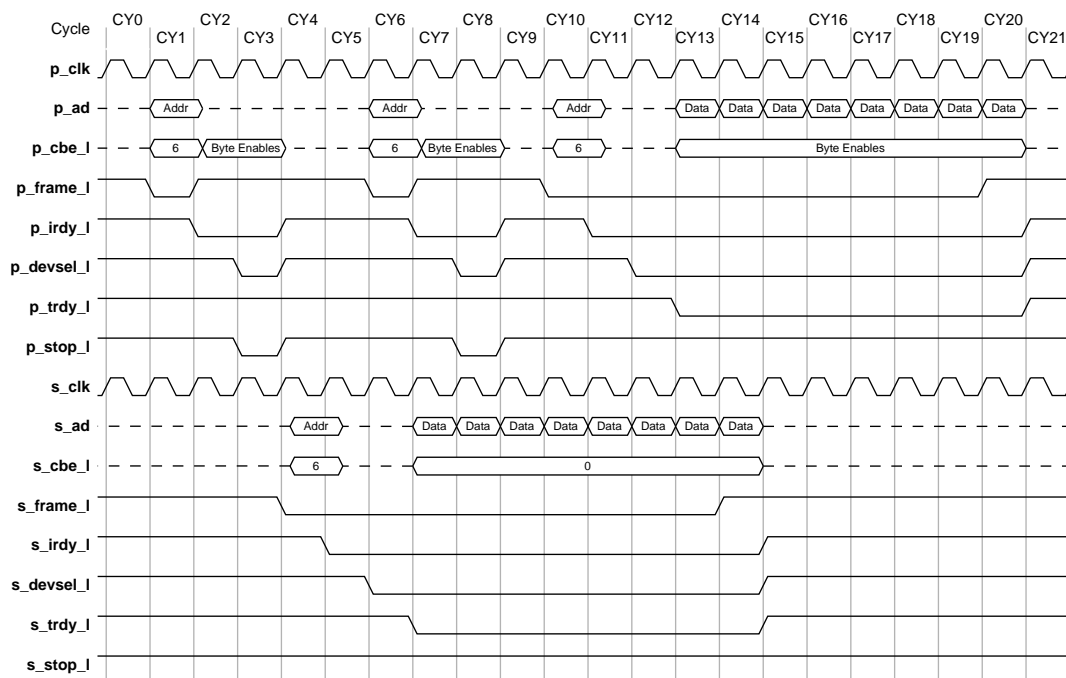 Cycle CY0 CY2 CY4 CY6 CY8 CY10 CY12 CY14 CY16 CY18 CY20
CY1 CY3 CY5 CY7 CY9 CY11 CY13 CY15 CY17 CY19 CY21
p_clk
p_ad Addr Addr Addr Data Data Data Data Data Data Data Data
p_cbe_l 6 Byte Enables 6 Byte Enables 6 Byte Enables
p_frame_l
p_irdy_l
p_devsel_l
p_trdy_l
p_stop_l
s_clk
s_ad Addr Data Data Data Data Data Data Data Data
s_cbe_l 6 0
s_frame_l
s_irdy_l
s_devsel_l
s_trdy_l
s_stop_l